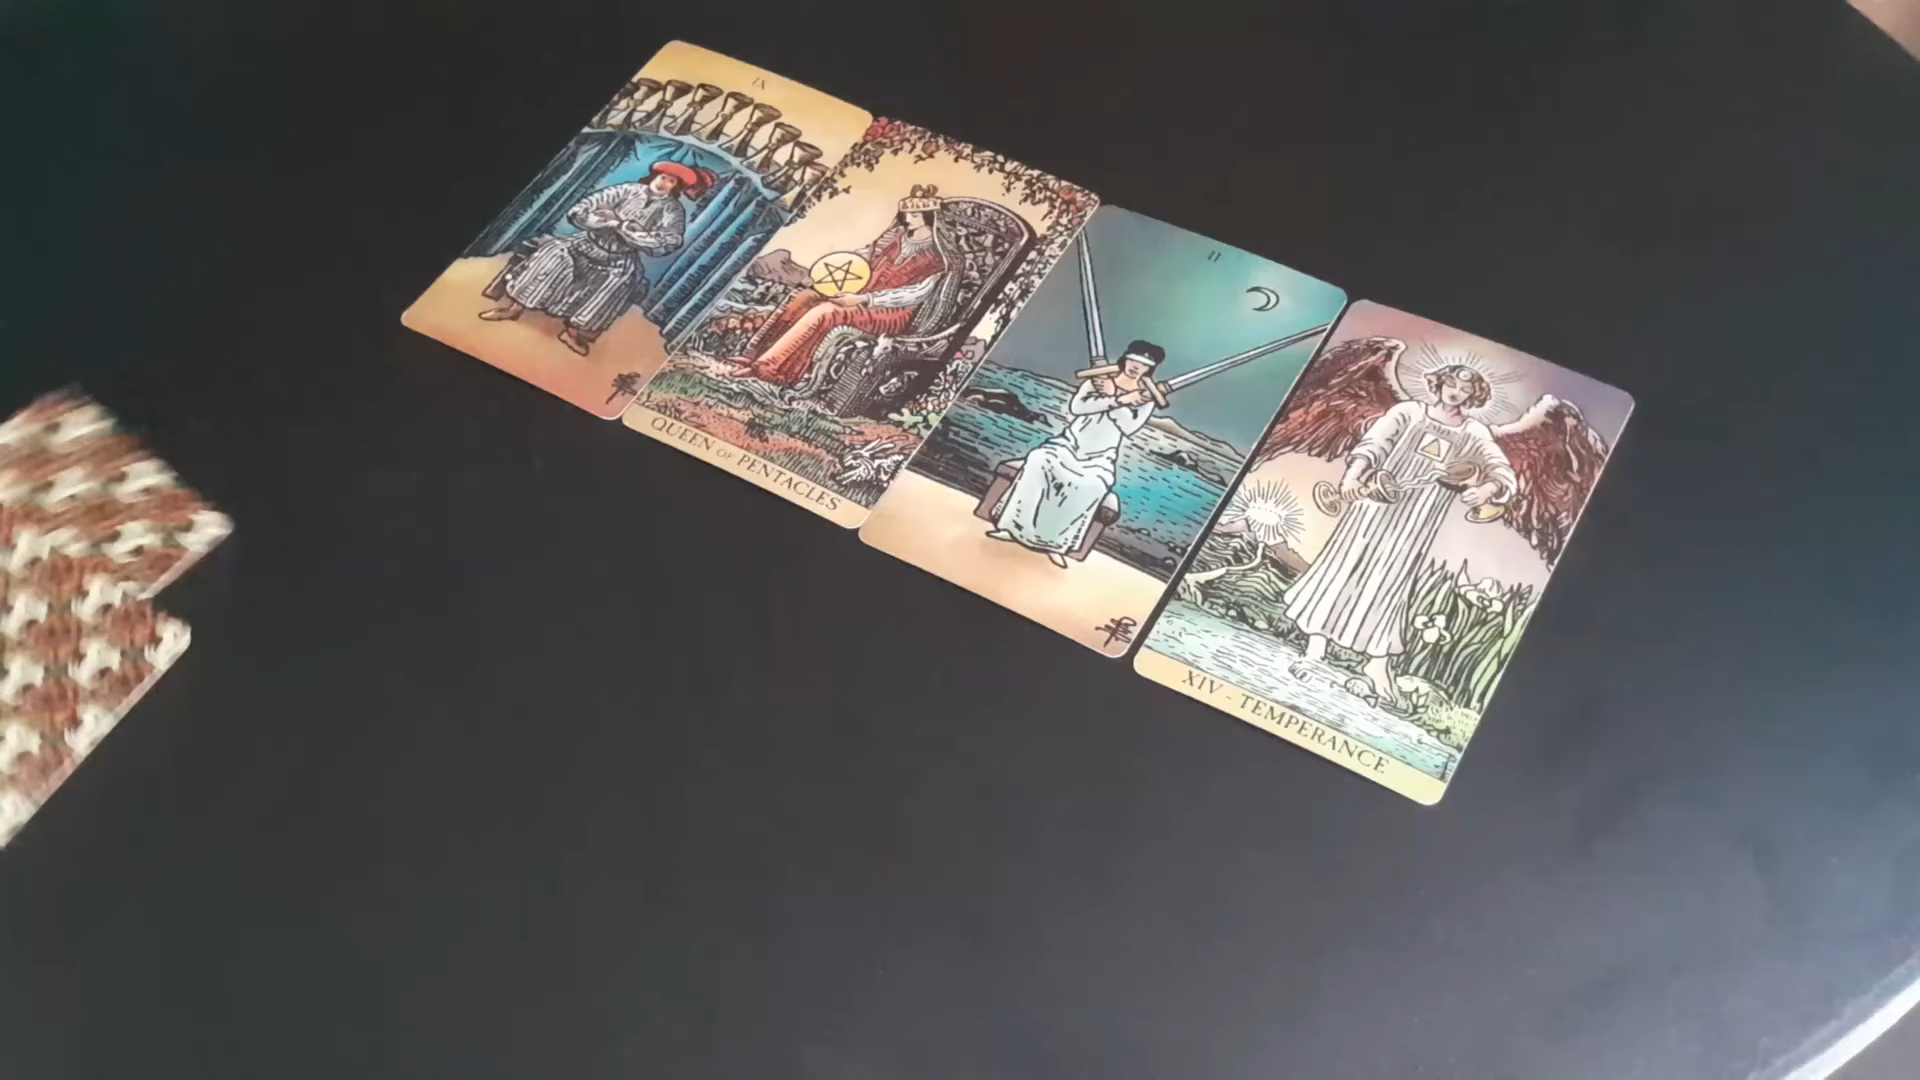 IX
QUEEN OF PENTACLES
II
XIV - TEMPERANCE